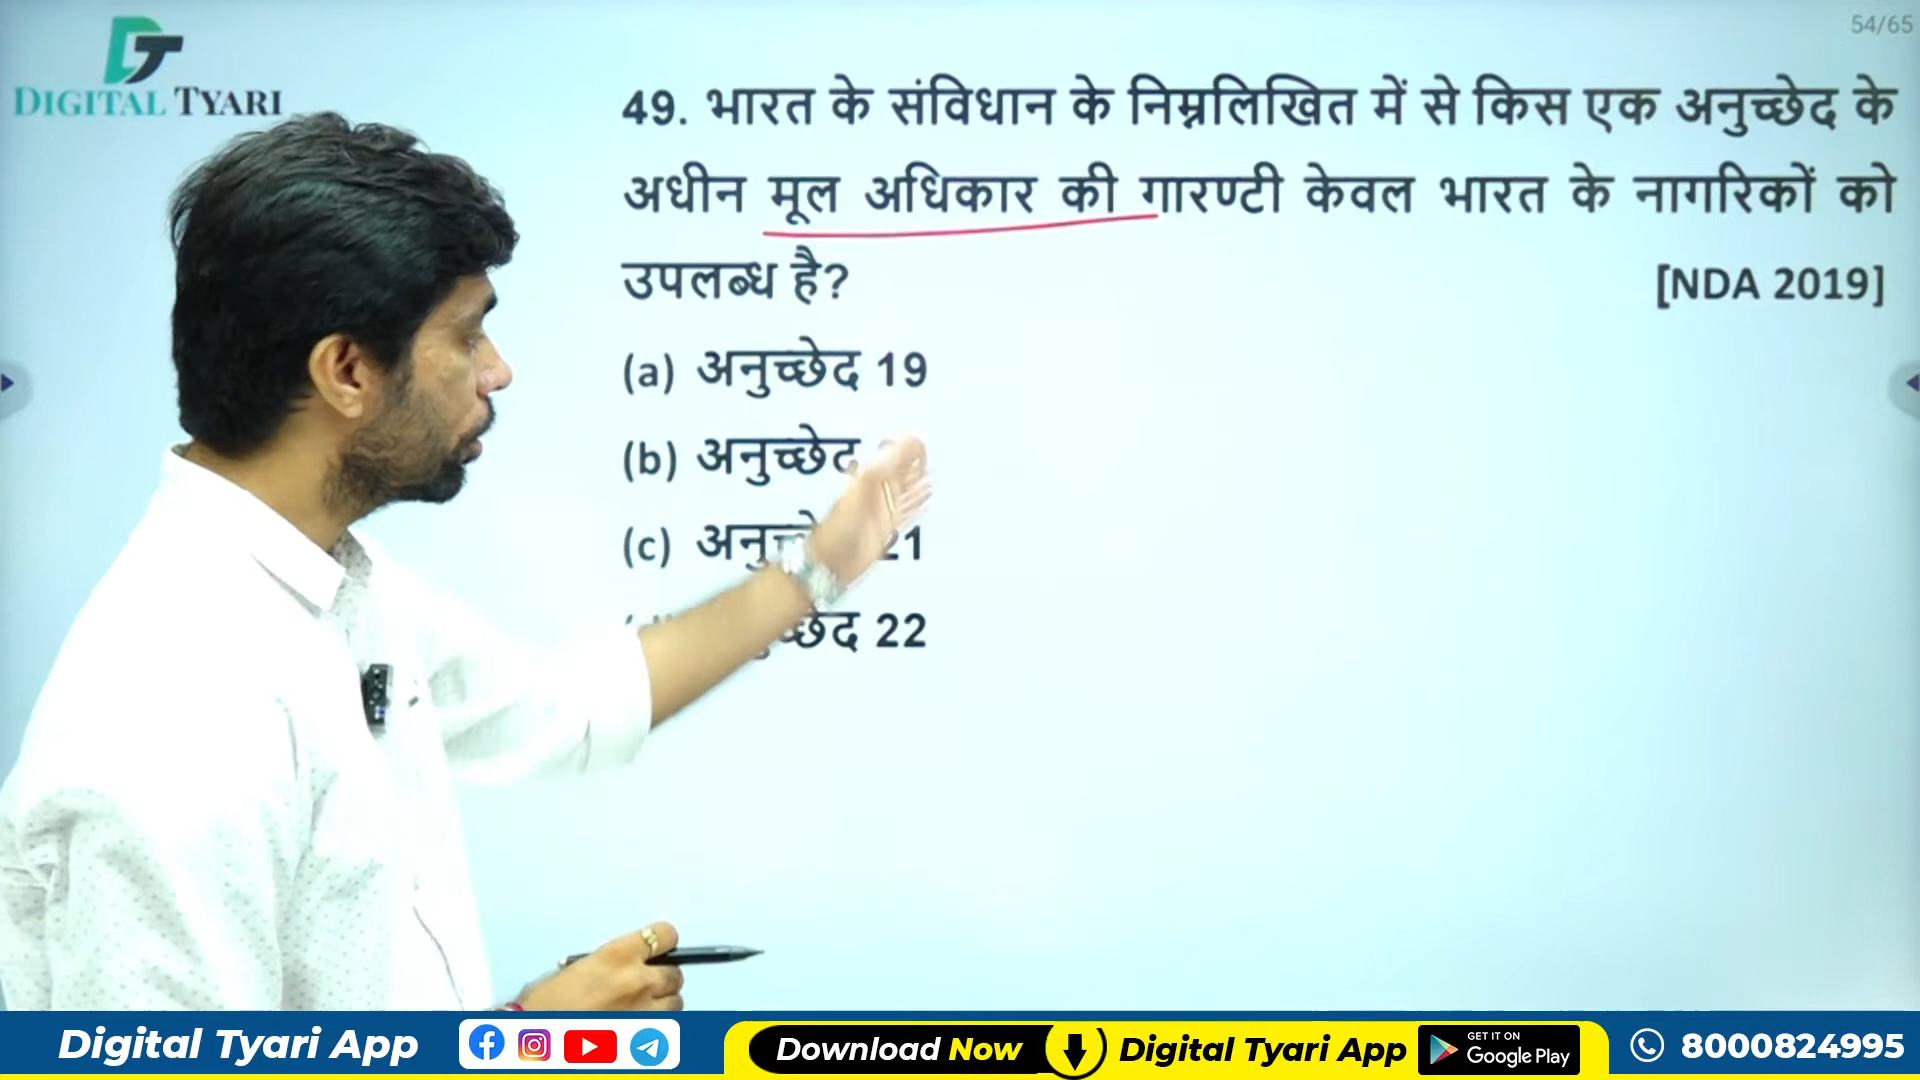 54/65
DT
DIGITAL TYARI
49. भारत के संविधान के निम्नलिखित में से किस एक अनुच्छेद के
अधीन मूल अधिकार की गारण्टी केवल भारत के नागरिकों को
उपलब्ध है?
[NDA 2019]
(a) अनुच्छेद 19
(b) अनुच्छेद
(c) 21
22
Digital Tyari App
Download Now
Digital Tyari App
GET IT ON
Google Play
8000824995